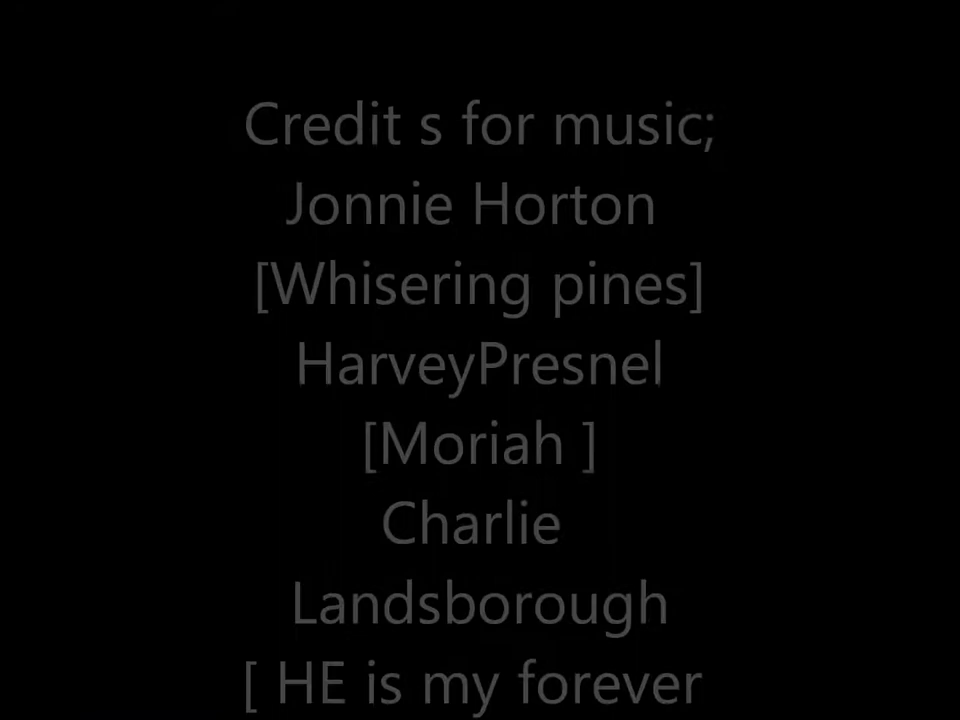 Credit s for music;
Jonnie Horton
[Whisering pines]
HarveyPresnel
[Moriah ]
Charlie
Landsborough
[ HE is my forever